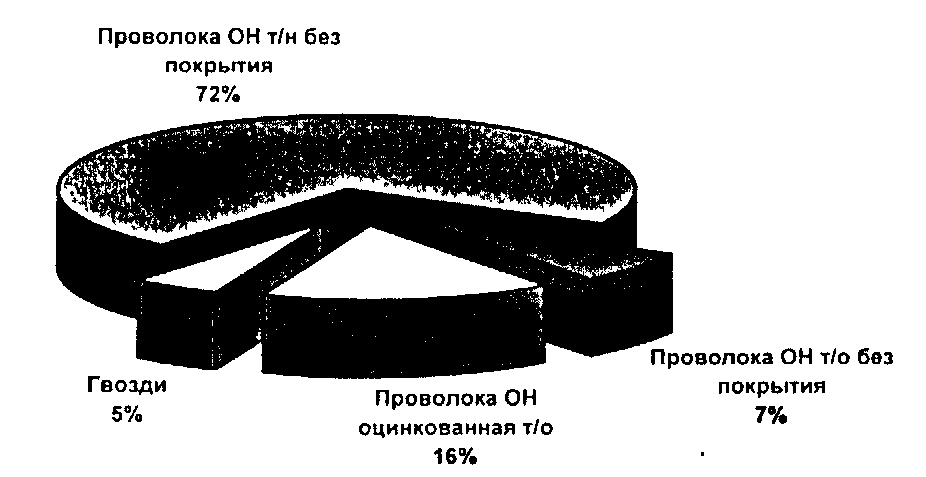 Проволока ОН т/н без
покрытия
72%
Гвозди
5%
Проволока ОН
оцинкованная т/о
16%
Проволока ОН т/о без
покрытия
7%